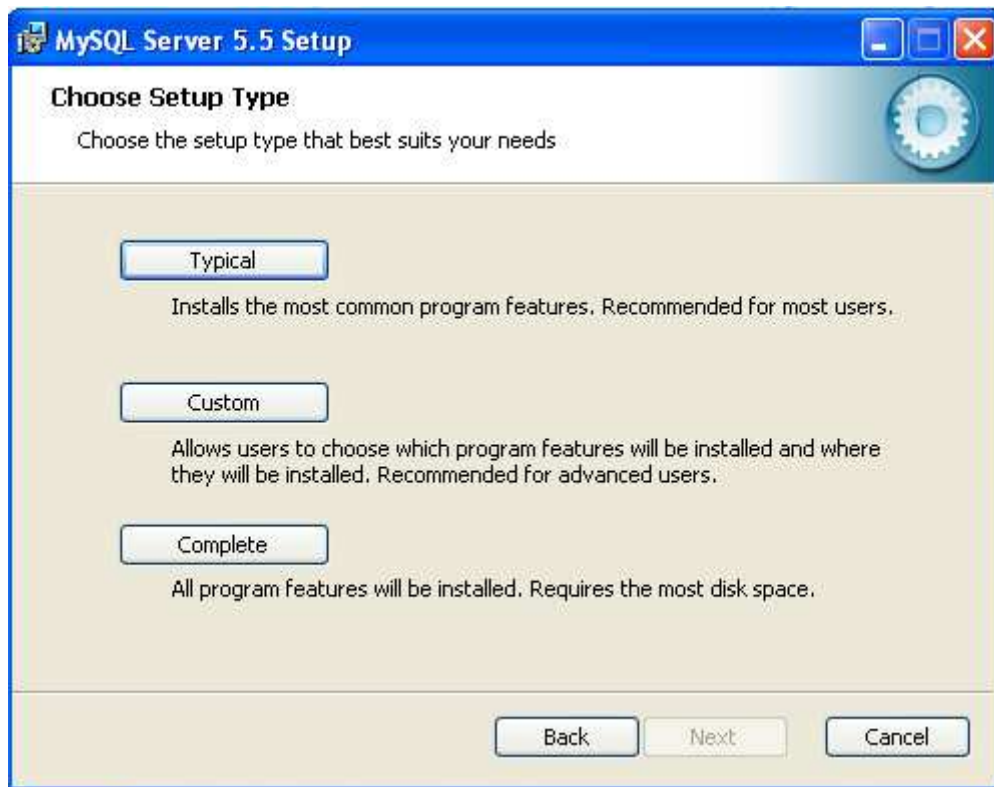 MySQL Server 5.5 Setup
Choose Setup Type
Choose the setup type that best suits your needs
Typical
Installs the most common program features. Recommended for most users.
Custom
Allows users to choose which program features will be installed and where
they will be installed. Recommended for advanced users.
Complete
All program features will be installed. Requires the most disk space.
Back Next Cancel